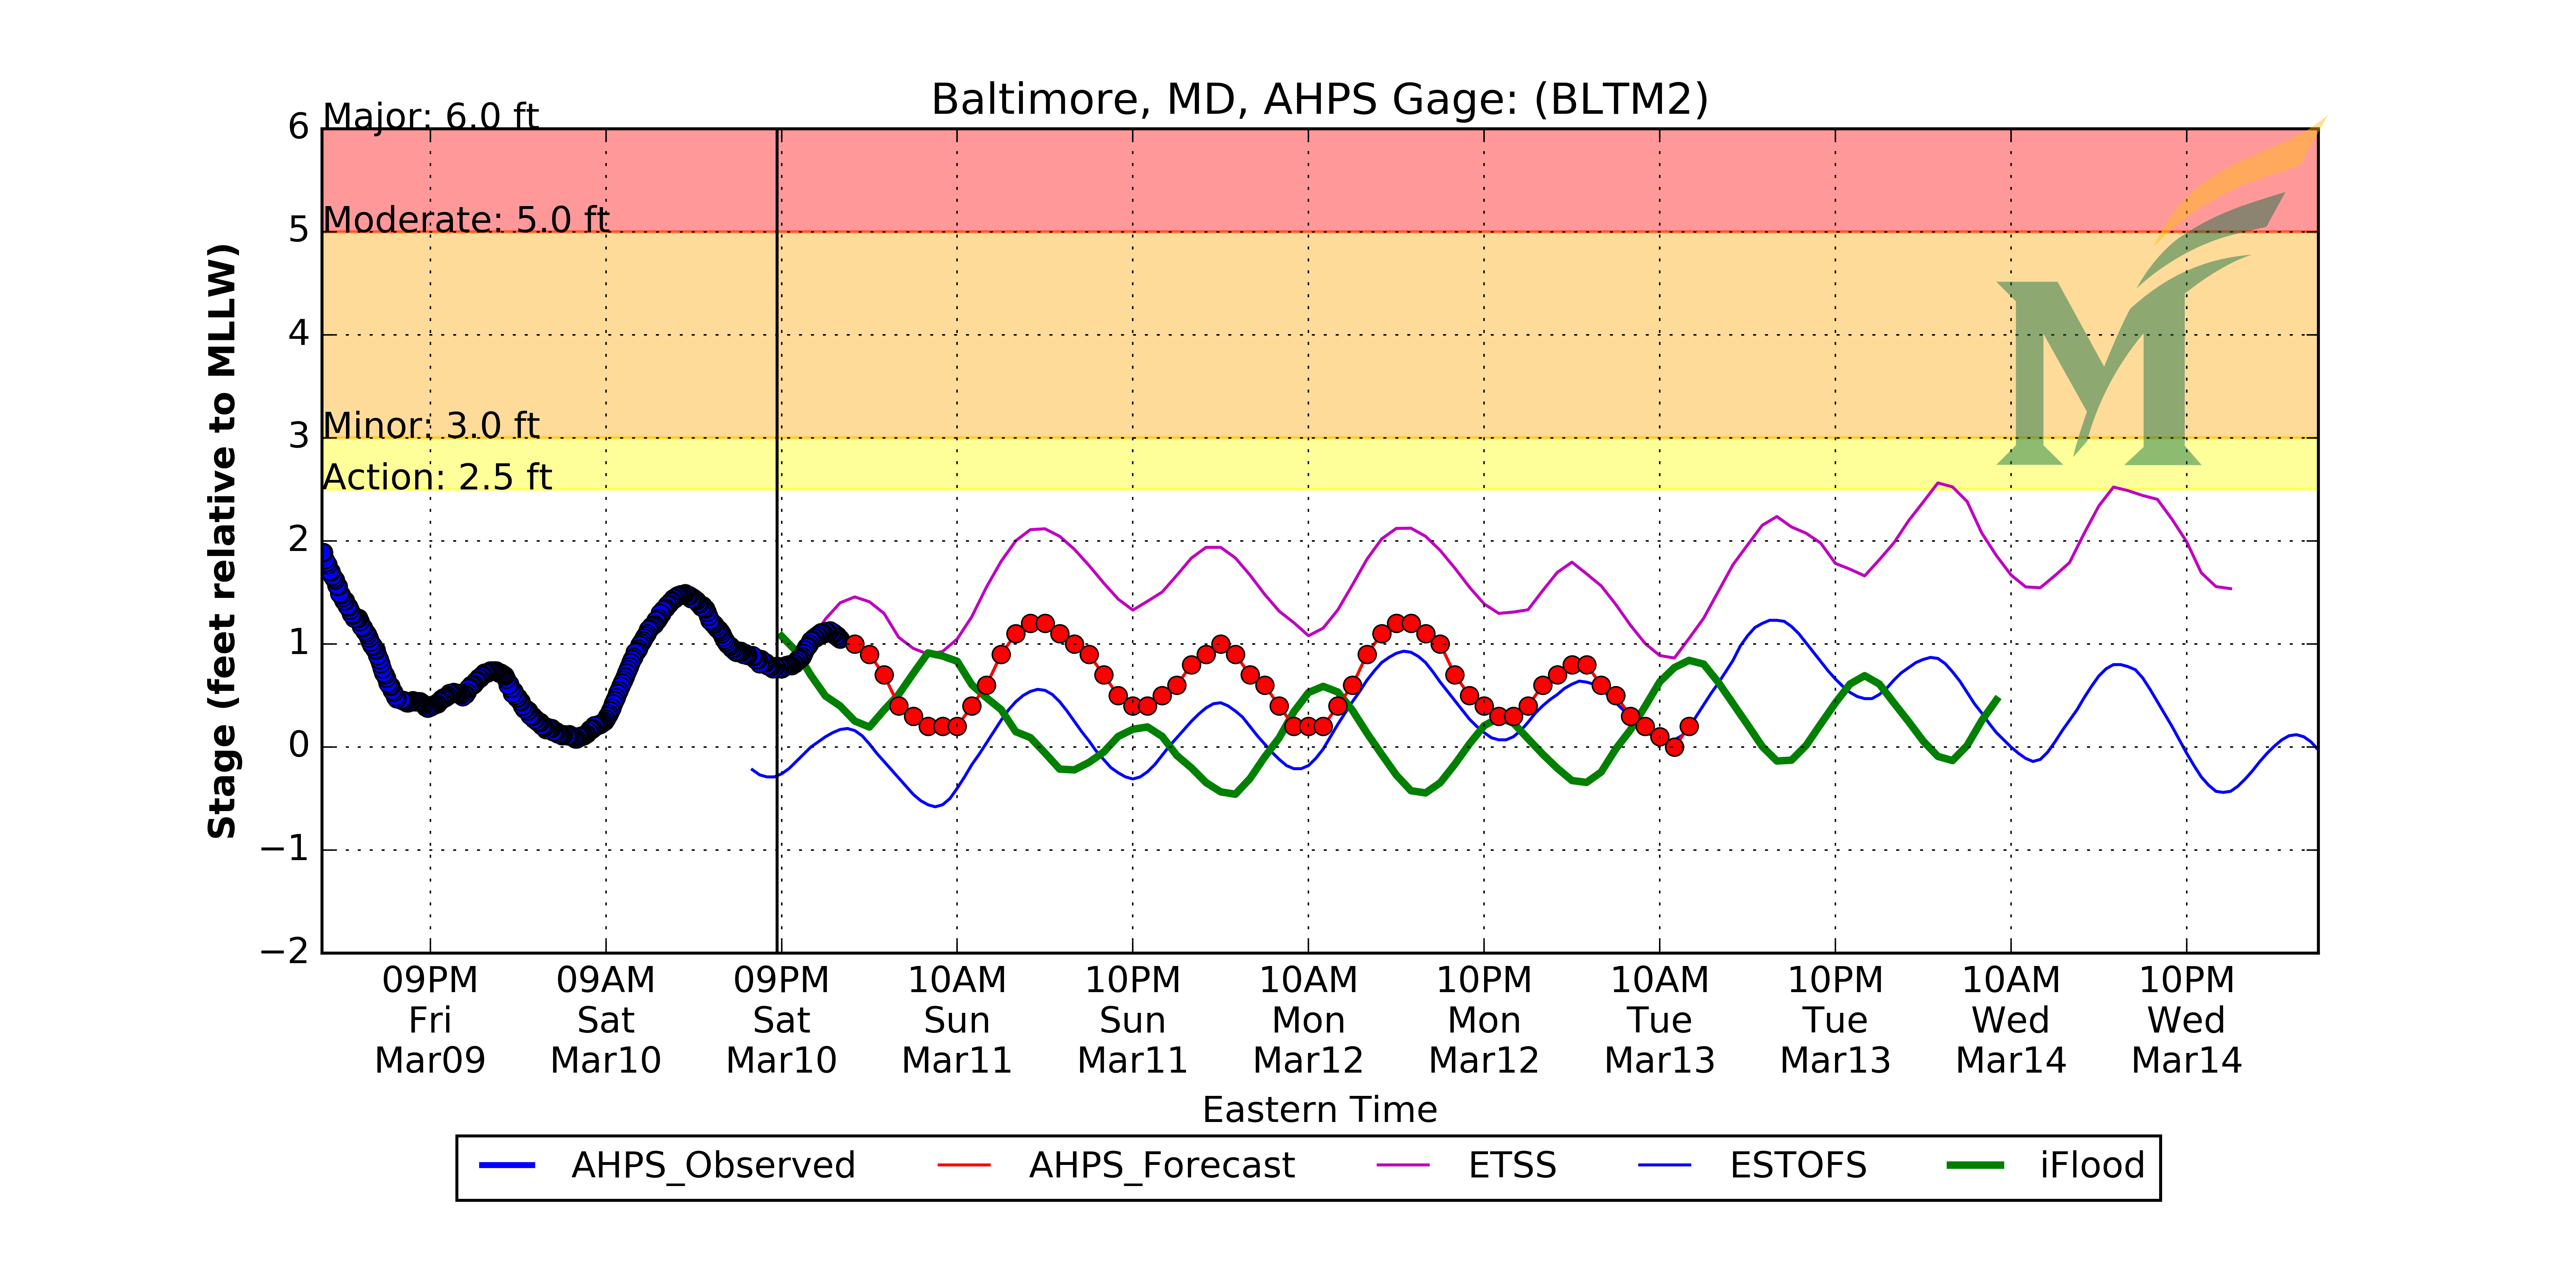 Baltimore, MD, AHPS Gage: (BLTM2)
Major: 6.0 ft
Moderate: 5.0 ft
Minor: 3.0 ft
Action: 2.5 ft
6
5
4
3
2
1
0
−1
−2
Stage (feet relative to MLLW)
M
09PM 09AM 09PM 10AM 10PM 10AM 10PM 10AM 10PM 10AM 10PM
Fri Sat Sat Sun Sun Mon Mon Tue Tue Wed Wed
Mar09 Mar10 Mar10 Mar11 Mar11 Mar12 Mar12 Mar13 Mar13 Mar14 Mar14
Eastern Time
AHPS_Observed AHPS_Forecast ETSS ESTOFS iFlood